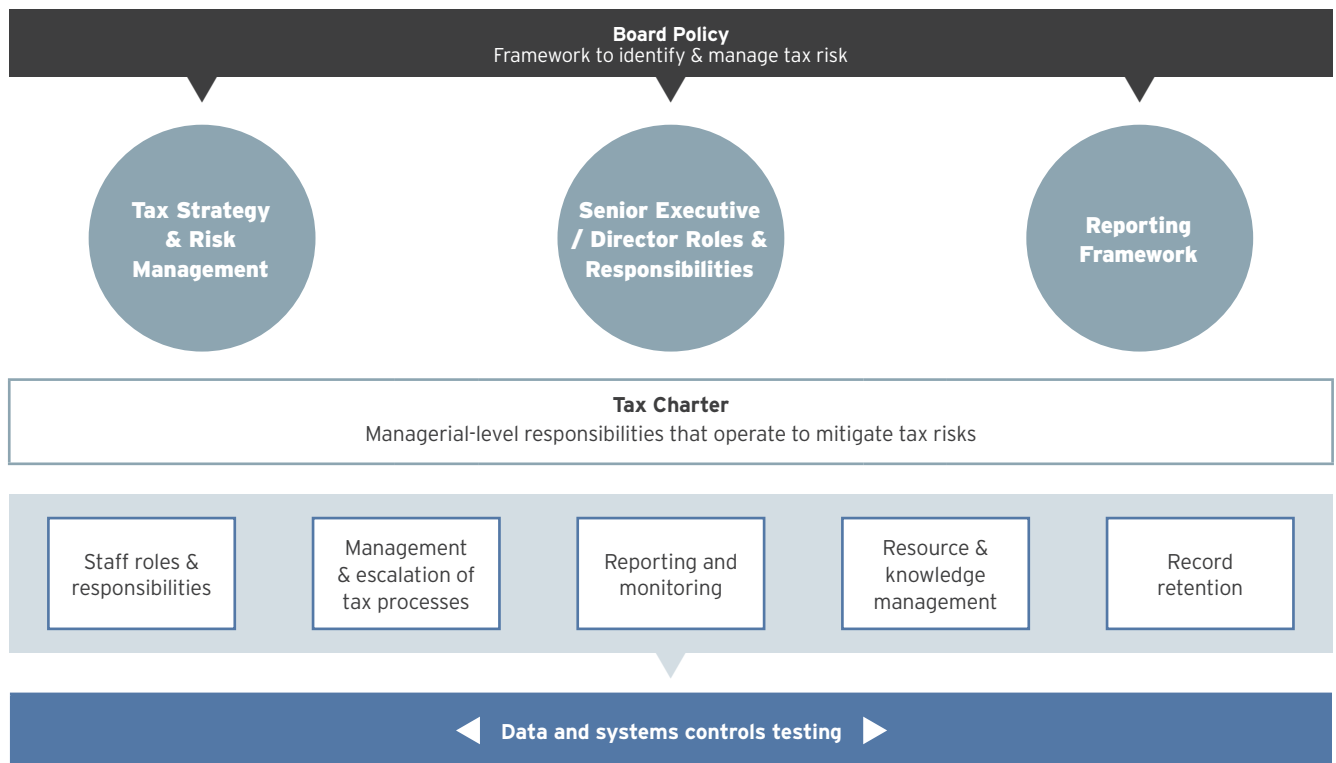 Board Policy
Framework to identify & manage tax risk
Tax Strategy
& Risk
Management
Senior Executive
/ Director Roles &
Responsibilities
Reporting
Framework
Tax Charter
Managerial-level responsibilities that operate to mitigate tax risks
Staff roles &
responsibilities
Management
& escalation of
tax processes
Reporting and
monitoring
Resource &
knowledge
management
Record
retention
Data and systems controls testing